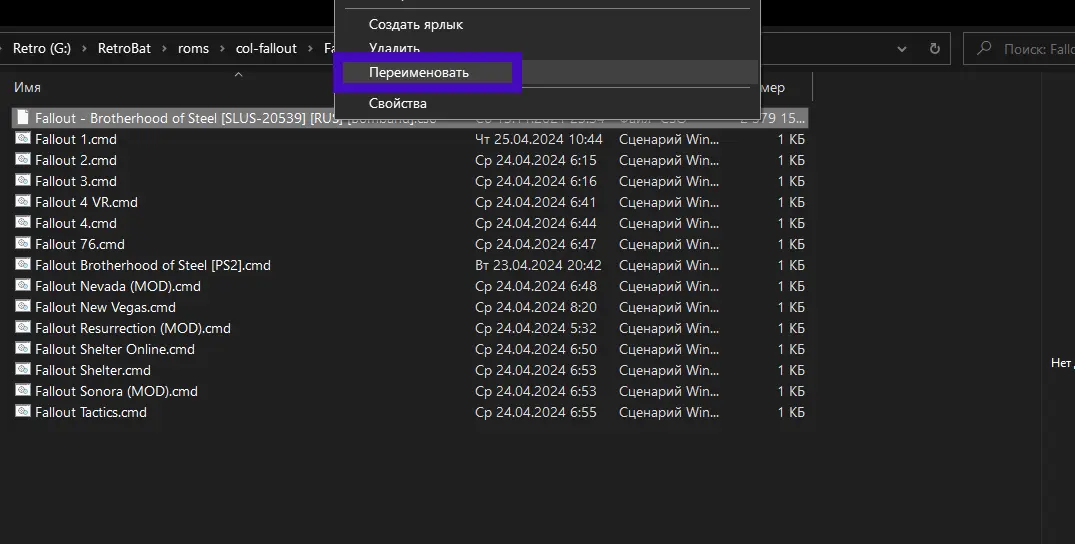 Создать ярлык
Удалить
Retro (G:) RetroBat roms col-fallout
Поиск: Fallo
Переименовать
Имя
мер
Свойства
Fallout - Brotherhood of Steel [SLUS-20539] [RUS]
Fallout 1.cmd Чт 25.04.2024 10:44 Сценарий Win... 1 КБ
Fallout 2.cmd Ср 24.04.2024 6:15 Сценарий Win... 1 КБ
Fallout 3.cmd Ср 24.04.2024 6:16 Сценарий Win... 1 КБ
Fallout 4 VR.cmd Ср 24.04.2024 6:41 Сценарий Win... 1 КБ
Fallout 4.cmd Ср 24.04.2024 6:44 Сценарий Win... 1 КБ
Fallout 76.cmd Ср 24.04.2024 6:47 Сценарий Win... 1 КБ
Fallout Brotherhood of Steel [PS2].cmd Вт 23.04.2024 20:42 Сценарий Win... 1 КБ
Fallout Nevada (MOD).cmd Ср 24.04.2024 6:48 Сценарий Win... 1 КБ
Fallout New Vegas.cmd Ср 24.04.2024 8:20 Сценарий Win... 1 КБ
Fallout Resurrection (MOD).cmd Ср 24.04.2024 5:32 Сценарий Win... 1 КБ
Fallout Shelter Online.cmd Ср 24.04.2024 6:50 Сценарий Win... 1 КБ
Нет
Fallout Shelter.cmd Ср 24.04.2024 6:53 Сценарий Win... 1 КБ
Fallout Sonora (MOD).cmd Ср 24.04.2024 6:53 Сценарий Win... 1 КБ
Fallout Tactics.cmd Ср 24.04.2024 6:55 Сценарий Win... 1 КБ